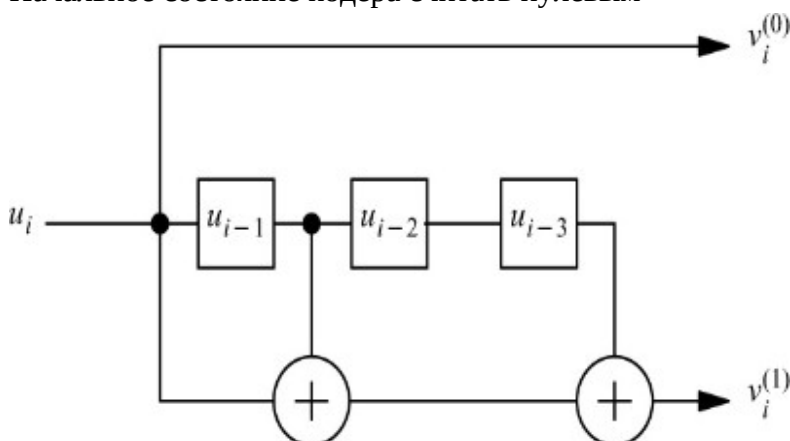 Начальное состояние кодера считать нулевым
v_i^{(0)}
u_i
u_{i-1}
u_{i-2}
u_{i-3}
+
+
v_i^{(1)}